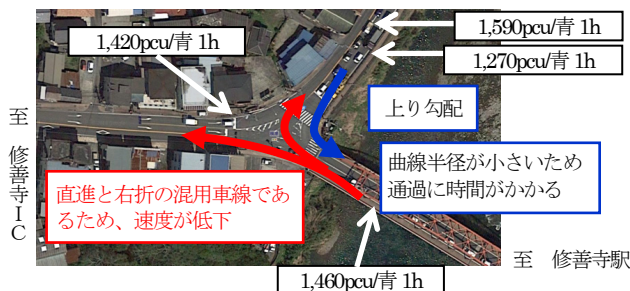 1,590pcu/青 1h
1,420pcu/青 1h
1,270pcu/青 1h
上り勾配
至 修善寺IC
曲線半径が小さいため
通過に時間がかかる
直進と右折の混用車線であ
るため、速度が低下
至 修善寺駅
1,460pcu/青 1h